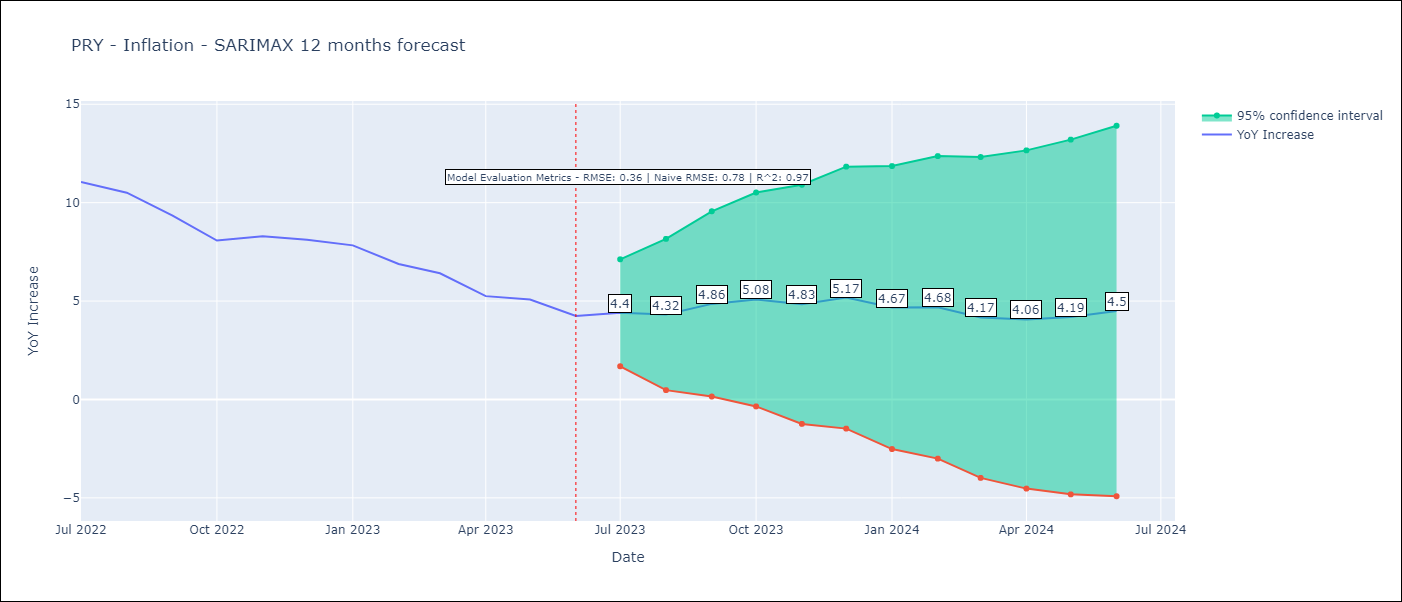 PRY - Inflation - SARIMAX 12 months forecast
95% confidence interval
YoY Increase
Model Evaluation Metrics - RMSE: 0.36 | Naive RMSE: 0.78 | R^2: 0.97
15
10
5
0
−5
YoY Increase
4.4
4.32
4.86
5.08
4.83
5.17
4.67
4.68
4.17
4.06
4.19
4.5
Jul 2022
Oct 2022
Jan 2023
Apr 2023
Jul 2023
Oct 2023
Jan 2024
Apr 2024
Jul 2024
Date